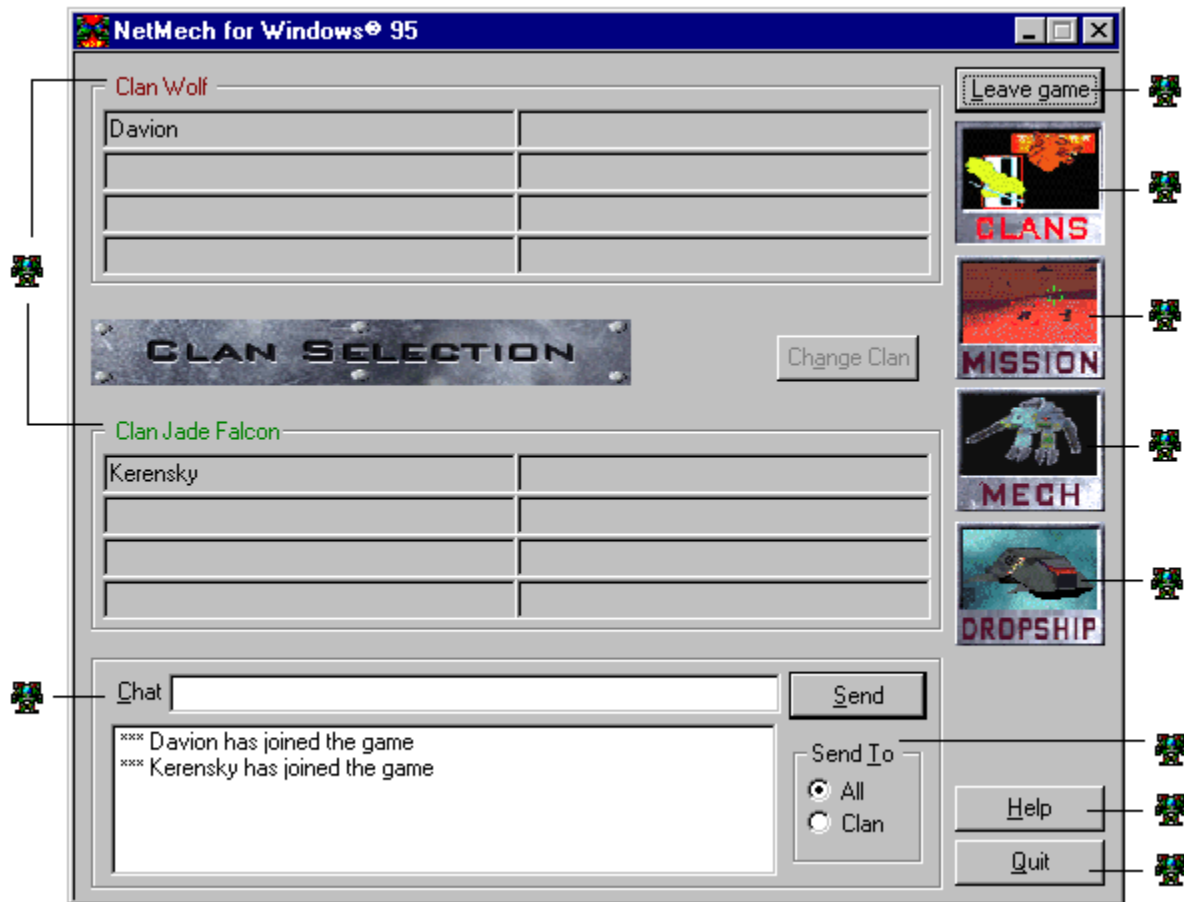 NetMech for Windows® 95
Clan Wolf
Leave game
Davion
CLANS
CLAN SELECTION
Change Clan
MISSION
Clan Jade Falcon
Kerensky
MECH
DROPSHIP
Chat
Send
*** Davion has joined the game
*** Kerensky has joined the game
Send To
All
Clan
Help
Quit